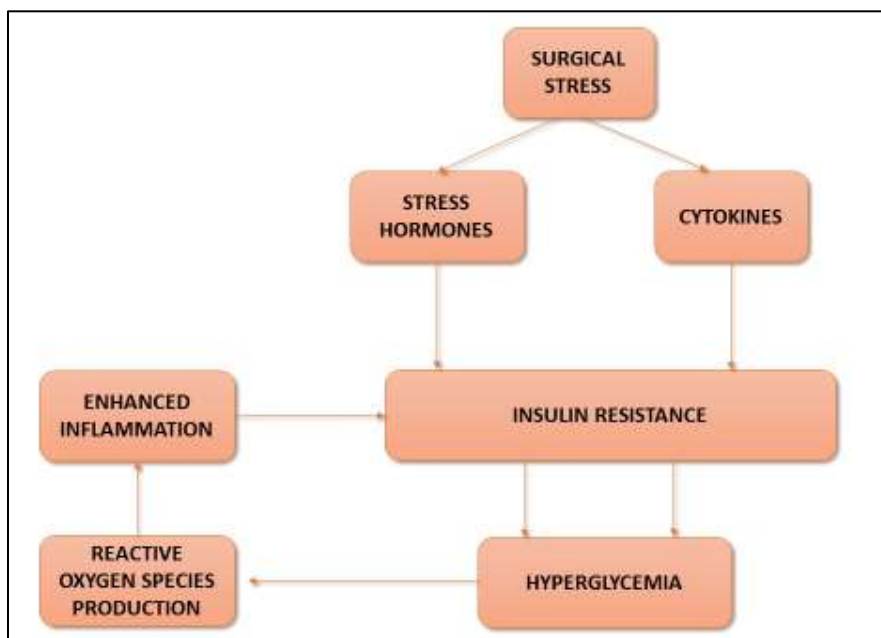 SURGICAL
STRESS
STRESS
HORMONES
CYTOKINES
ENHANCED
INFLAMMATION
INSULIN RESISTANCE
REACTIVE
OXYGEN SPECIES
PRODUCTION
HYPERGLYCEMIA